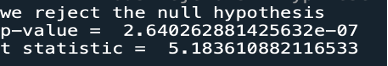 we reject the null hypothesis
p-value =  2.640262881425632e-07
t statistic =  5.183610882116533